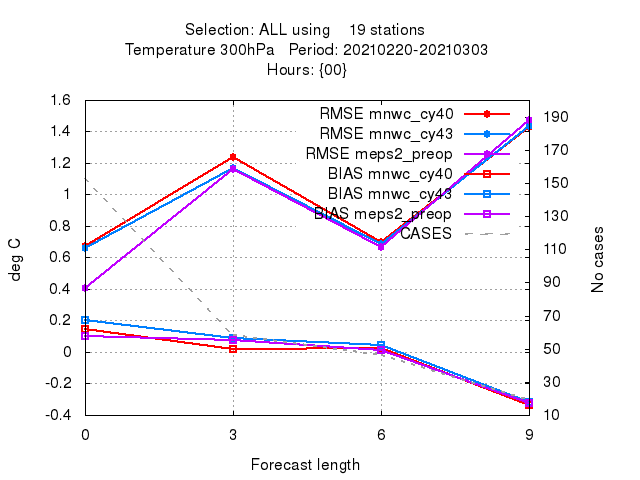 Selection: ALL using    19 stations
Temperature 300hPa   Period: 20210220-20210303
Hours: {00}
RMSE mnwc_cy40
RMSE mnwc_cy43
RMSE meps2_preop
BIAS mnwc_cy40
BIAS mnwc_cy43
BIAS meps2_preop
CASES
1.6
1.4
1.2
1
0.8
0.6
0.4
0.2
0
-0.2
-0.4
deg C
190
170
150
130
110
90
70
50
30
10
No cases
0 3 6 9
Forecast length